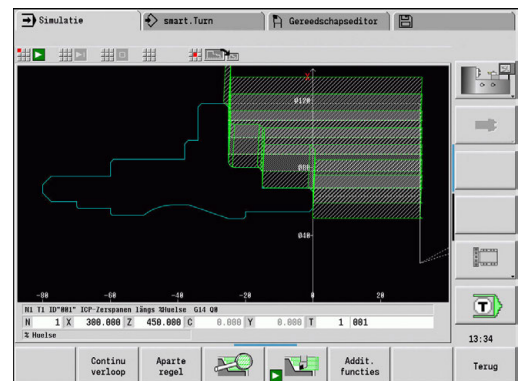 Simulatie smart.Turn Gereedschapseditor
X
Ø120
Ø80
Ø40
-80 -60 -40 -20 0 20
N1 T1 ID"001" ICP-Zerspanen längs %Huelse G14 Q0
N 1 X 300.000 Z 450.000 C 0.000 Y 0.000 T 1 001
% Huelse
T
13:34
Continu verloop
Aparte regel
Addit. functies
Terug